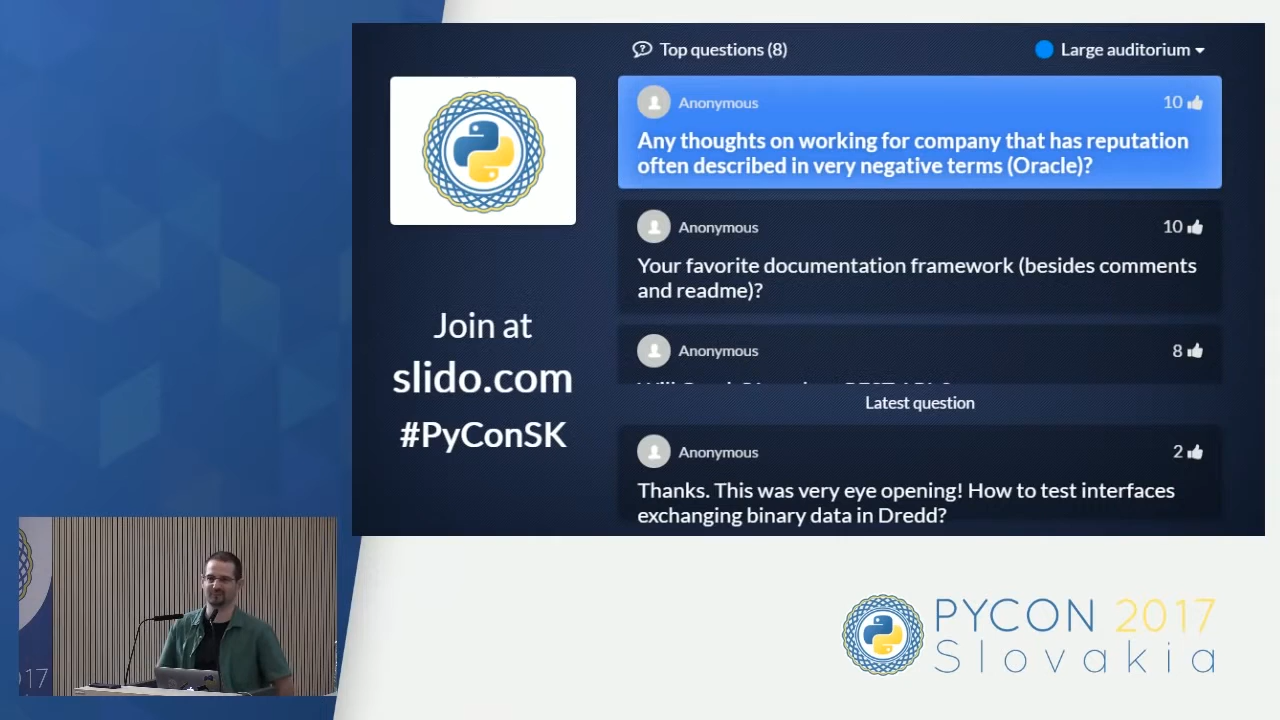 Top questions (8)
Large auditorium
Anonymous
10
Any thoughts on working for company that has reputation
often described in very negative terms (Oracle)?
Anonymous
10
Your favorite documentation framework (besides comments
and readme)?
Anonymous
8
Latest question
Anonymous
2
Thanks. This was very eye opening! How to test interfaces
exchanging binary data in Dredd?
Join at
slido.com
#PyConSK
17
PYCON 2017
Slovakia